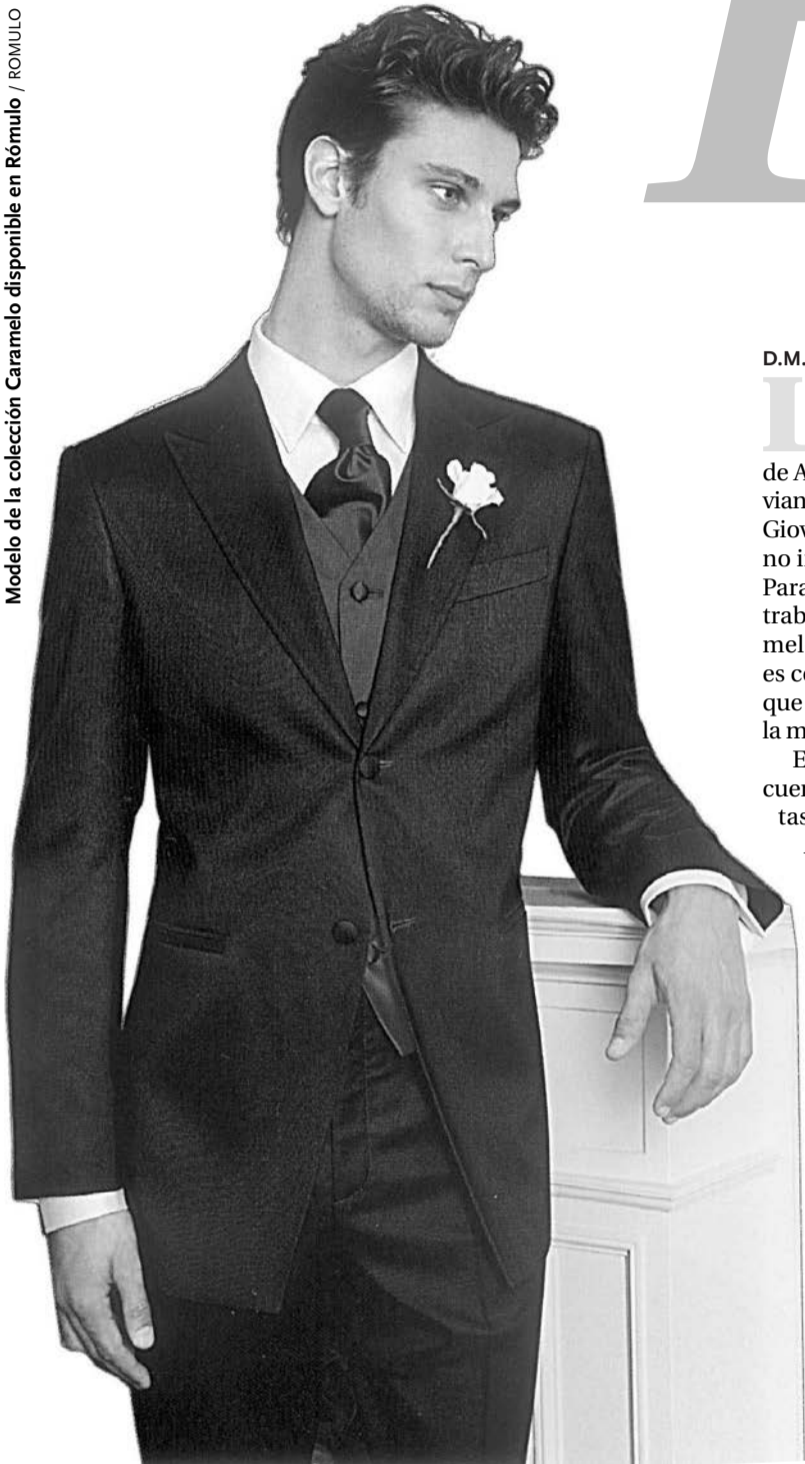 Modelo de la colección Caramelo disponible en Rómulo / ROMULO
D.M.
de A
vian
Giov
no i
Para
trab
mel
es co
que
la m
E
cuer
tas